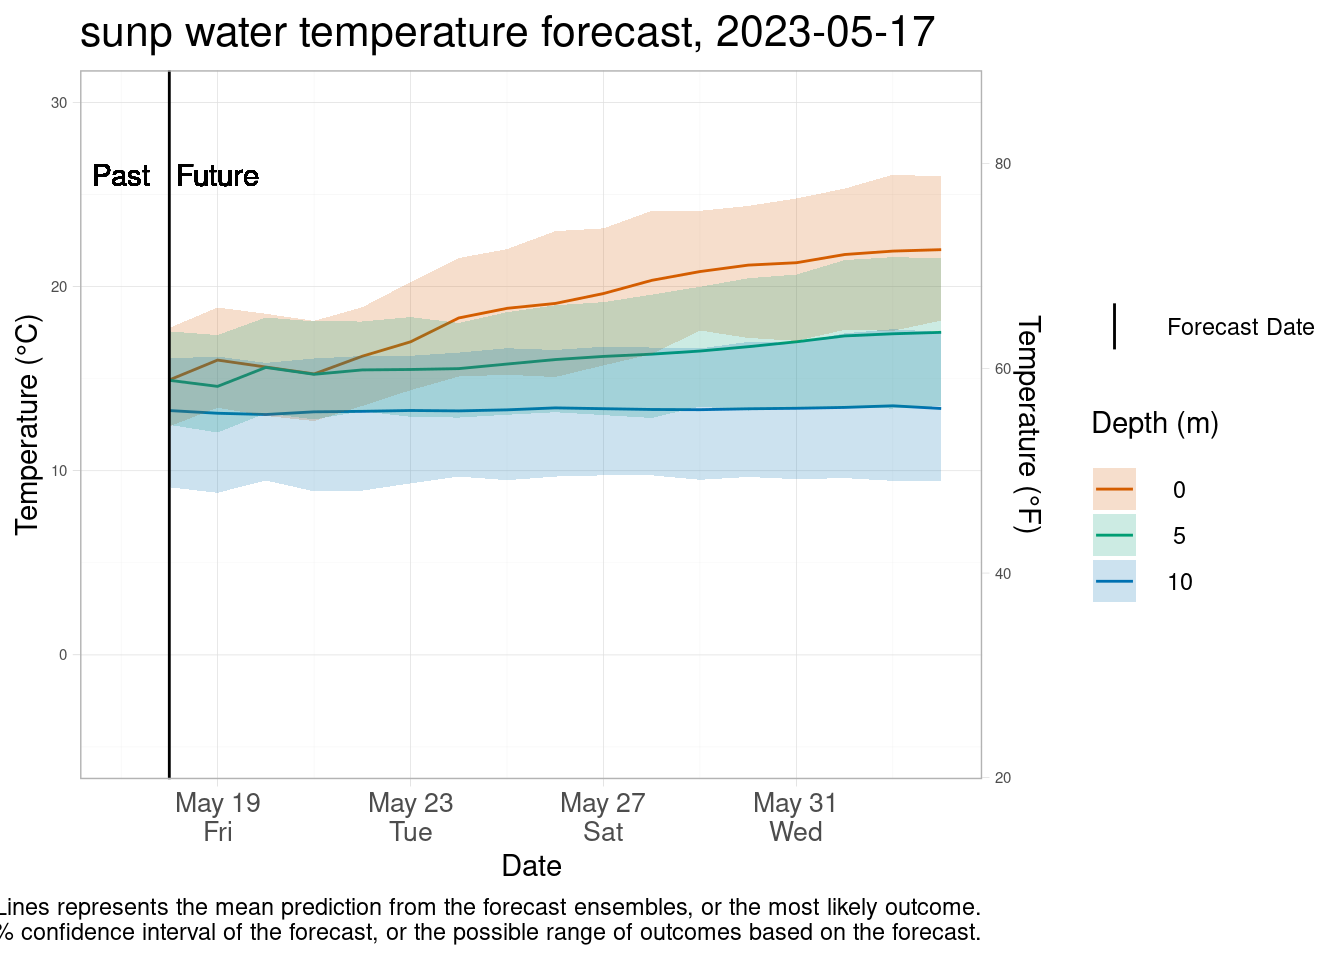 sunp water temperature forecast, 2023-05-17
30
20
10
0
Temperature (°C)
Past
Future
80
60
40
20
Temperature (°F)
May 19
Fri
May 23
Tue
May 27
Sat
May 31
Wed
Date
Forecast Date
Depth (m)
0
5
10
Lines represents the mean prediction from the forecast ensembles, or the most likely outcome.
% confidence interval of the forecast, or the possible range of outcomes based on the forecast.